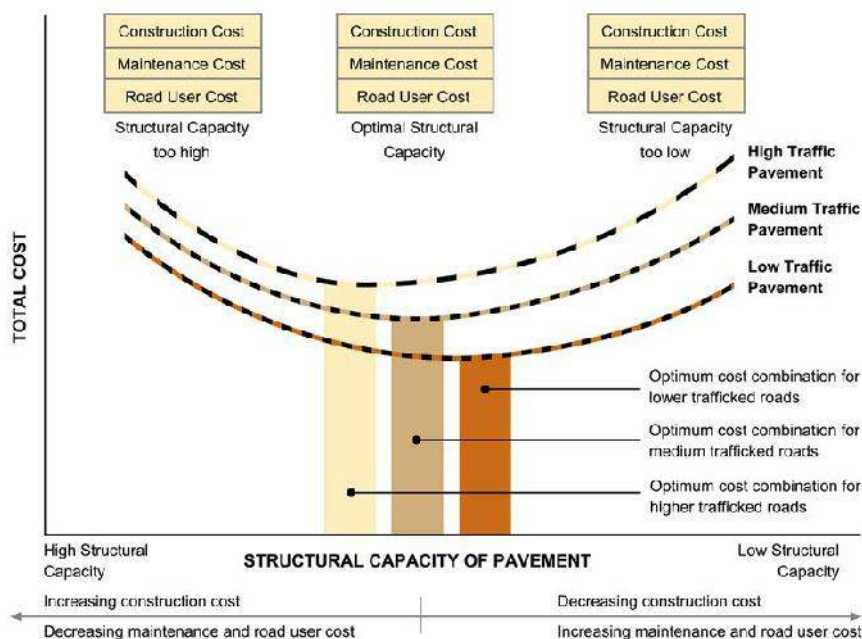 Construction Cost
Maintenance Cost
Road User Cost
Structural Capacity
too high
Construction Cost
Maintenance Cost
Road User Cost
Optimal Structural
Capacity
Construction Cost
Maintenance Cost
Road User Cost
Structural Capacity
too low
High Traffic
Pavement
Medium Traffic
Pavement
Low Traffic
Pavement
TOTAL COST
Optimum cost combination for
lower trafficked roads
Optimum cost combination for
medium trafficked roads
Optimum cost combination for
higher trafficked roads
High Structural
Capacity
STRUCTURAL CAPACITY OF PAVEMENT
Low Structural
Capacity
Increasing construction cost
Decreasing construction cost
Decreasing maintenance and road user cost
Increasing maintenance and road user cost